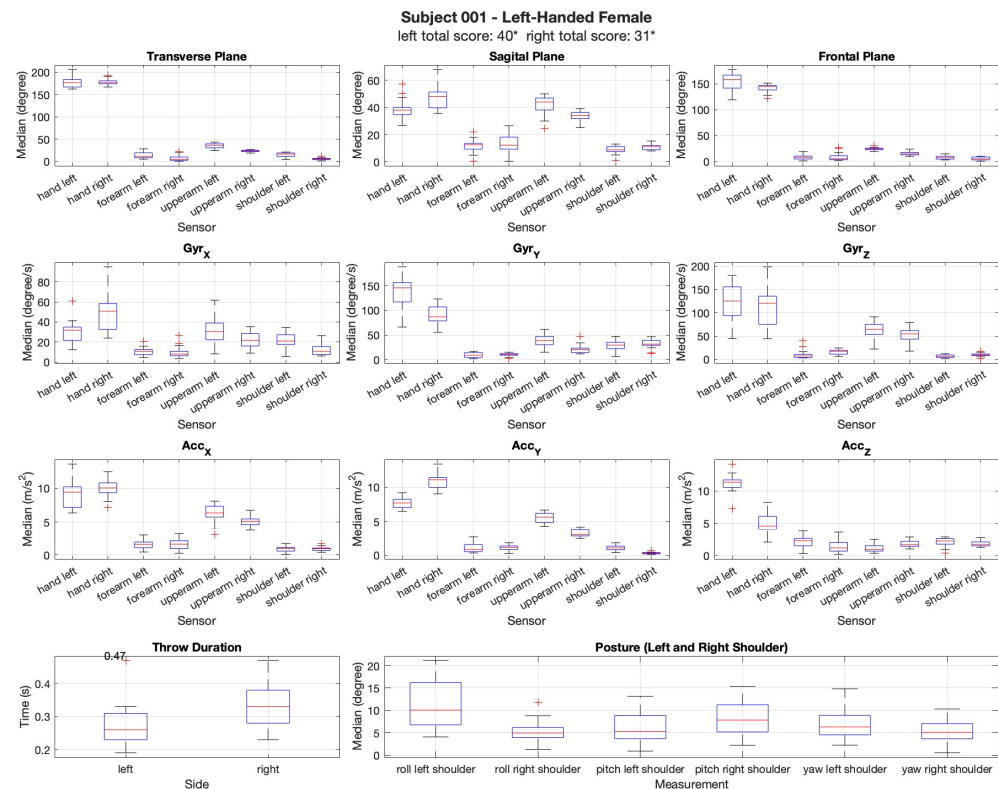 Subject 001 - Left-Handed Female
left total score: 40* right total score: 31*
Transverse Plane
Median (degree)
200
150
100
50
0
hand left
hand right
forearm left
forearm right
upperarm left
upperarm right
shoulder left
shoulder right
Sensor
Sagital Plane
Median (degree)
60
40
20
0
hand left
hand right
forearm left
forearm right
upperarm left
upperarm right
shoulder left
shoulder right
Sensor
Frontal Plane
Median (degree)
150
100
50
0
hand left
hand right
forearm left
forearm right
upperarm left
upperarm right
shoulder left
shoulder right
Sensor
Gyr_X
Median (degree/s)
80
60
40
20
0
hand left
hand right
forearm left
forearm right
upperarm left
upperarm right
shoulder left
shoulder right
Sensor
Gyr_Y
Median (degree/s)
150
100
50
0
hand left
hand right
forearm left
forearm right
upperarm left
upperarm right
shoulder left
shoulder right
Sensor
Gyr_Z
Median (degree/s)
200
150
100
50
0
hand left
hand right
forearm left
forearm right
upperarm left
upperarm right
shoulder left
shoulder right
Sensor
Acc_X
Median (m/s²)
10
5
0
hand left
hand right
forearm left
forearm right
upperarm left
upperarm right
shoulder left
shoulder right
Sensor
Acc_Y
Median (m/s²)
10
5
0
hand left
hand right
forearm left
forearm right
upperarm left
upperarm right
shoulder left
shoulder right
Sensor
Acc_Z
Median (m/s²)
10
5
0
hand left
hand right
forearm left
forearm right
upperarm left
upperarm right
shoulder left
shoulder right
Sensor
Throw Duration
0.47
Time (s)
0.4
0.3
0.2
left
right
Side
Posture (Left and Right Shoulder)
Median (degree)
20
15
10
5
0
roll left shoulder
roll right shoulder
pitch left shoulder
pitch right shoulder
yaw left shoulder
yaw right shoulder
Measurement